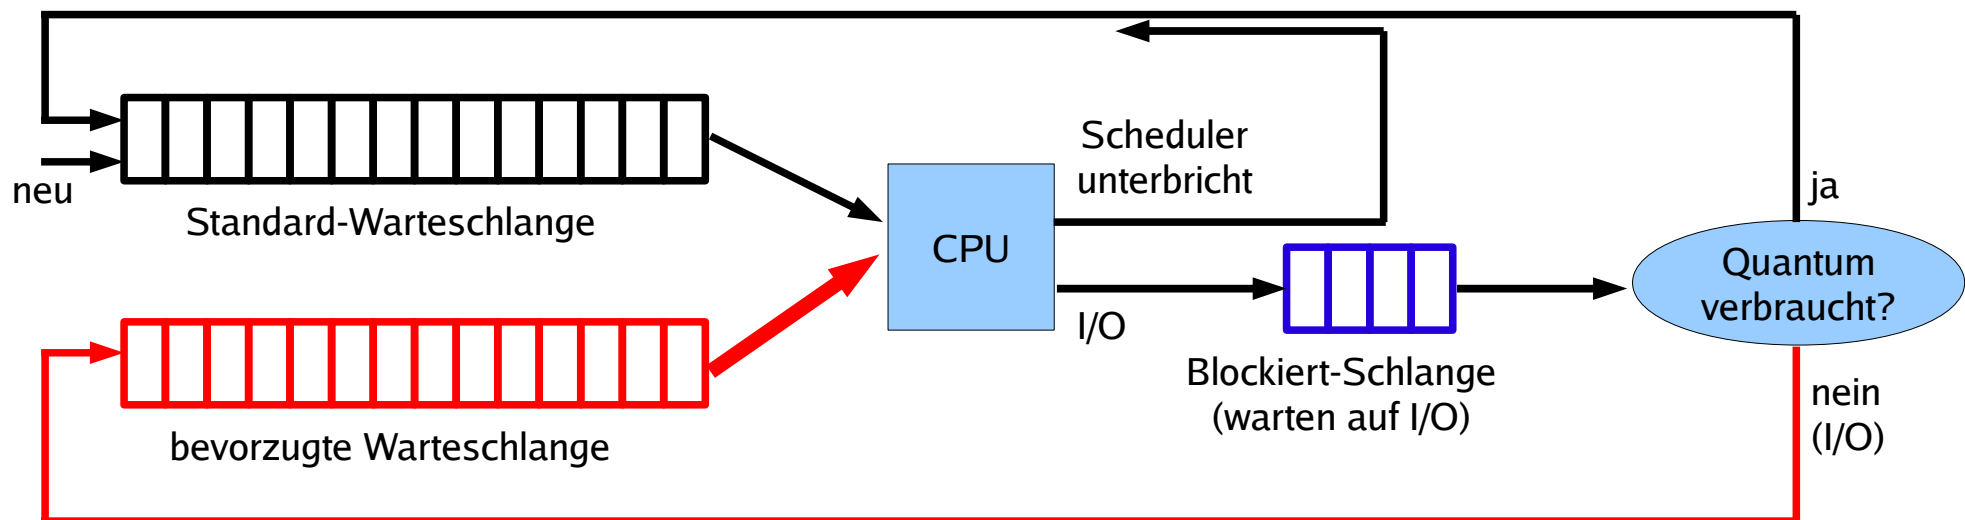 neu
Standard-Warteschlange
bevorzugte Warteschlange
CPU
Scheduler
unterbricht
I/O
Blockiert-Schlange
(warten auf I/O)
Quantum
verbraucht?
ja
nein
(I/O)